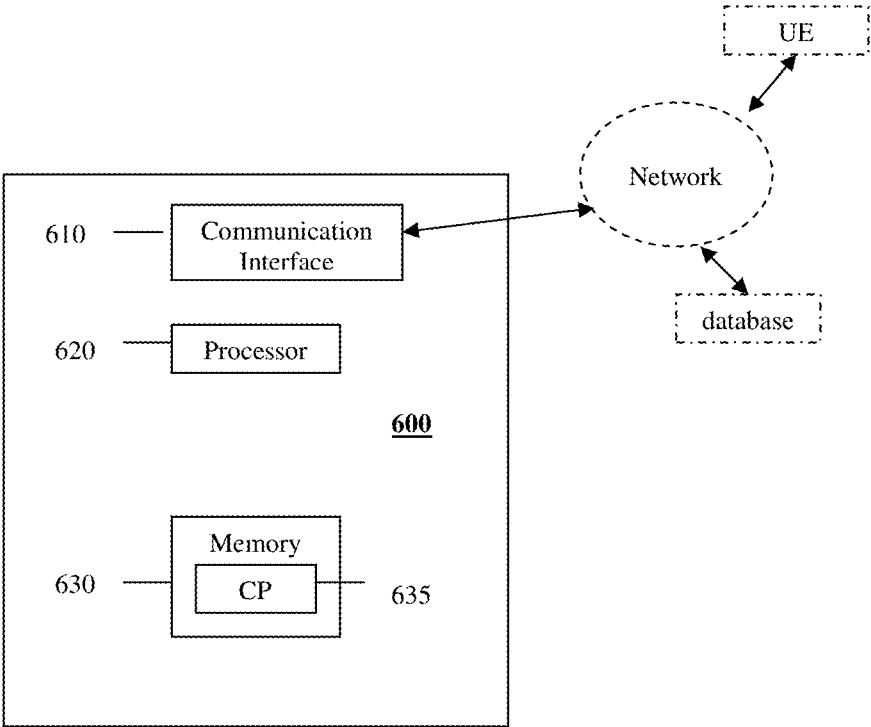 UE
Network
610
Communication
Interface
database
620
Processor
600
Memory
630
CP
635